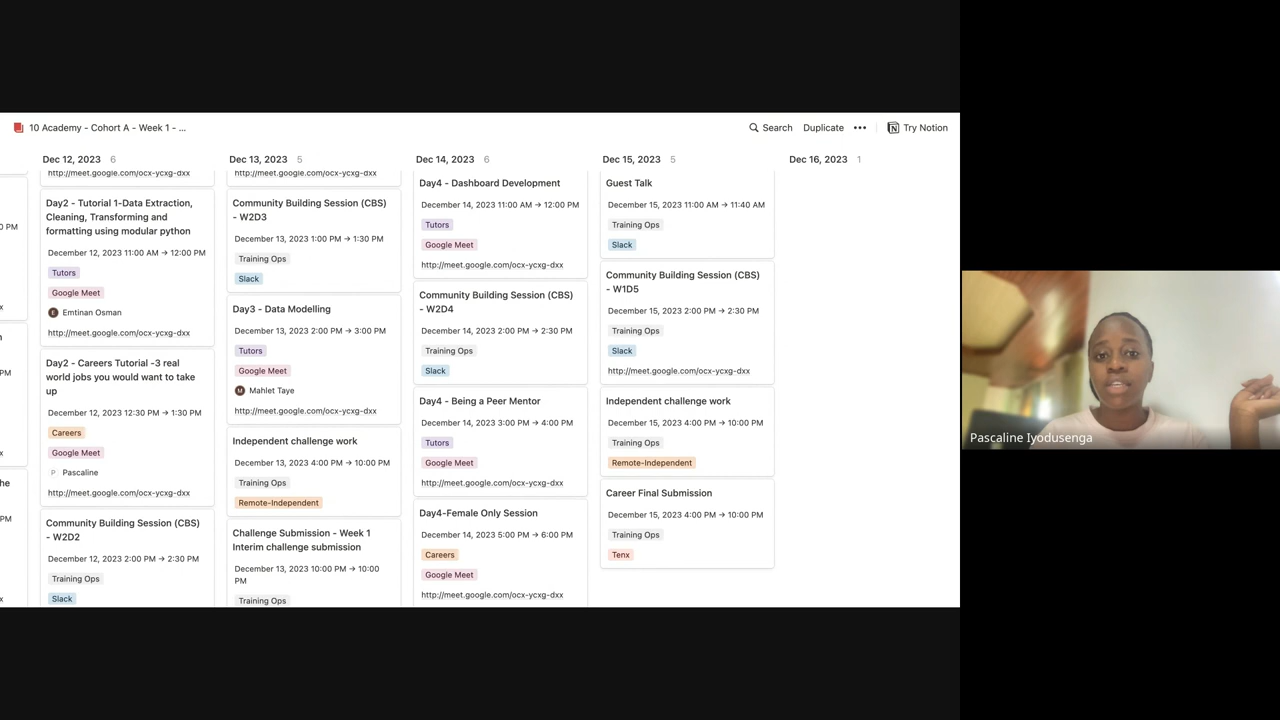 10 Academy - Cohort A - Week 1 - ...
Search
Duplicate
•••
Try Notion
Dec 12, 2023 6
http://meet.google.com/ocx-ycxg-dxx
Day2 - Tutorial 1-Data Extraction,
Cleaning, Transforming and
formatting using modular python
December 12, 2023 11:00 AM → 12:00 PM
Tutors
Google Meet
E Emtinan Osman
http://meet.google.com/ocx-ycxg-dxx
Day2 - Careers Tutorial -3 real
world jobs you would want to take
up
December 12, 2023 12:30 PM → 1:30 PM
Careers
Google Meet
P Pascaline
http://meet.google.com/ocx-ycxg-dxx
Community Building Session (CBS)
- W2D2
December 12, 2023 2:00 PM → 2:30 PM
Training Ops
Slack
Dec 13, 2023 5
http://meet.google.com/ocx-ycxg-dxx
Community Building Session (CBS)
- W2D3
December 13, 2023 1:00 PM → 1:30 PM
Training Ops
Slack
Day3 - Data Modelling
December 13, 2023 2:00 PM → 3:00 PM
Tutors
Google Meet
M Mahlet Taye
http://meet.google.com/ocx-ycxg-dxx
Independent challenge work
December 13, 2023 4:00 PM → 10:00 PM
Training Ops
Remote-Independent
Challenge Submission - Week 1
Interim challenge submission
December 13, 2023 10:00 PM → 10:00
PM
Training Ops
Dec 14, 2023 6
Day4 - Dashboard Development
December 14, 2023 11:00 AM → 12:00 PM
Tutors
Google Meet
http://meet.google.com/ocx-ycxg-dxx
Community Building Session (CBS)
- W2D4
December 14, 2023 2:00 PM → 2:30 PM
Training Ops
Slack
Day4 - Being a Peer Mentor
December 14, 2023 3:00 PM → 4:00 PM
Tutors
Google Meet
http://meet.google.com/ocx-ycxg-dxx
Day4-Female Only Session
December 14, 2023 5:00 PM → 6:00 PM
Careers
Google Meet
http://meet.google.com/ocx-ycxg-dxx
Dec 15, 2023 5
Guest Talk
December 15, 2023 11:00 AM → 11:40 AM
Training Ops
Slack
Community Building Session (CBS)
- W1D5
December 15, 2023 2:00 PM → 2:30 PM
Training Ops
Slack
http://meet.google.com/ocx-ycxg-dxx
Independent challenge work
December 15, 2023 4:00 PM → 10:00 PM
Training Ops
Remote-Independent
Career Final Submission
December 15, 2023 4:00 PM → 10:00 PM
Training Ops
Tenx
Dec 16, 2023 1
Pascaline Iyodusenga